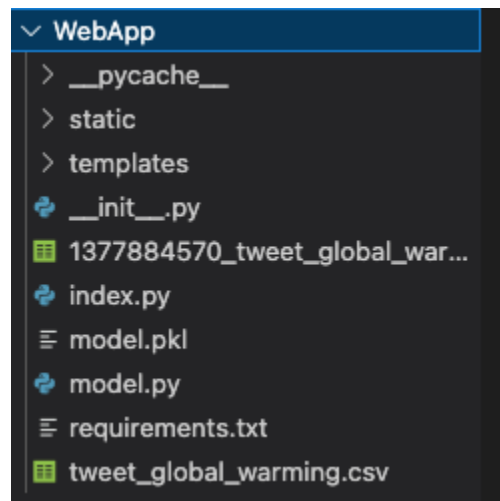 WebApp
__pycache__
static
templates
__init__.py
1377884570_tweet_global_war...
index.py
model.pkl
model.py
requirements.txt
tweet_global_warming.csv